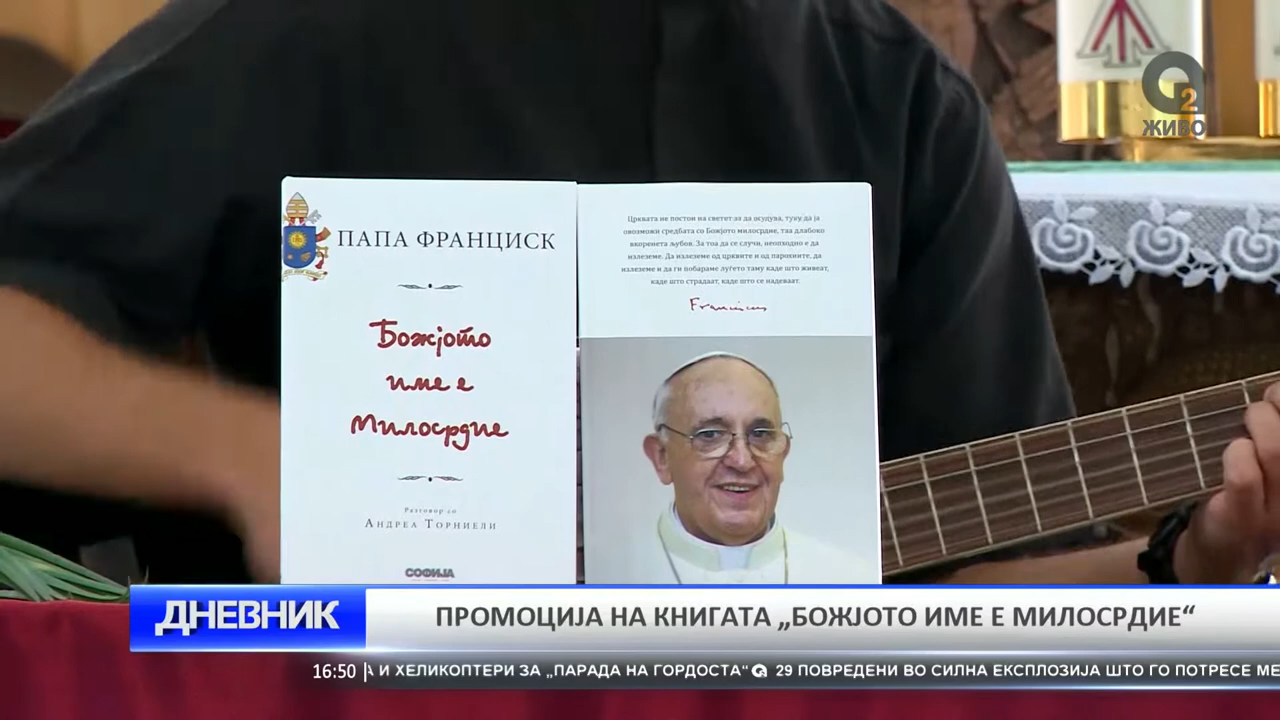 2
ЖИВО
ПАПА ФРАНЦИСК
Божјото
име е
Милосрдие
Разговор со
АНДРЕА ТОРНИЕЛИ
СОФИЈА
Црквата не постои на светот за да осудува, туку да ја
овозможи средбата со Божјото милосрдие, таа длабоко
вкоренета љубов. За тоа да се случи, неопходно е да
излеземе. Да излеземе од црквите и од парохиите, да
излеземе и да ги побараме луѓето таму каде што живеат,
каде што страдаат, каде што се надеваат.
Franciscus
ДНЕВНИК
ПРОМОЦИЈА НА КНИГАТА „БОЖЈОТО ИМЕ Е МИЛОСРДИЕ“
16:50 А И ХЕЛИКОПТЕРИ ЗА „ПАРАДА НА ГОРДОСТА“ 29 ПОВРЕДЕНИ ВО СИЛНА ЕКСПЛОЗИЈА ШТО ГО ПОТРЕСЕ МЕ